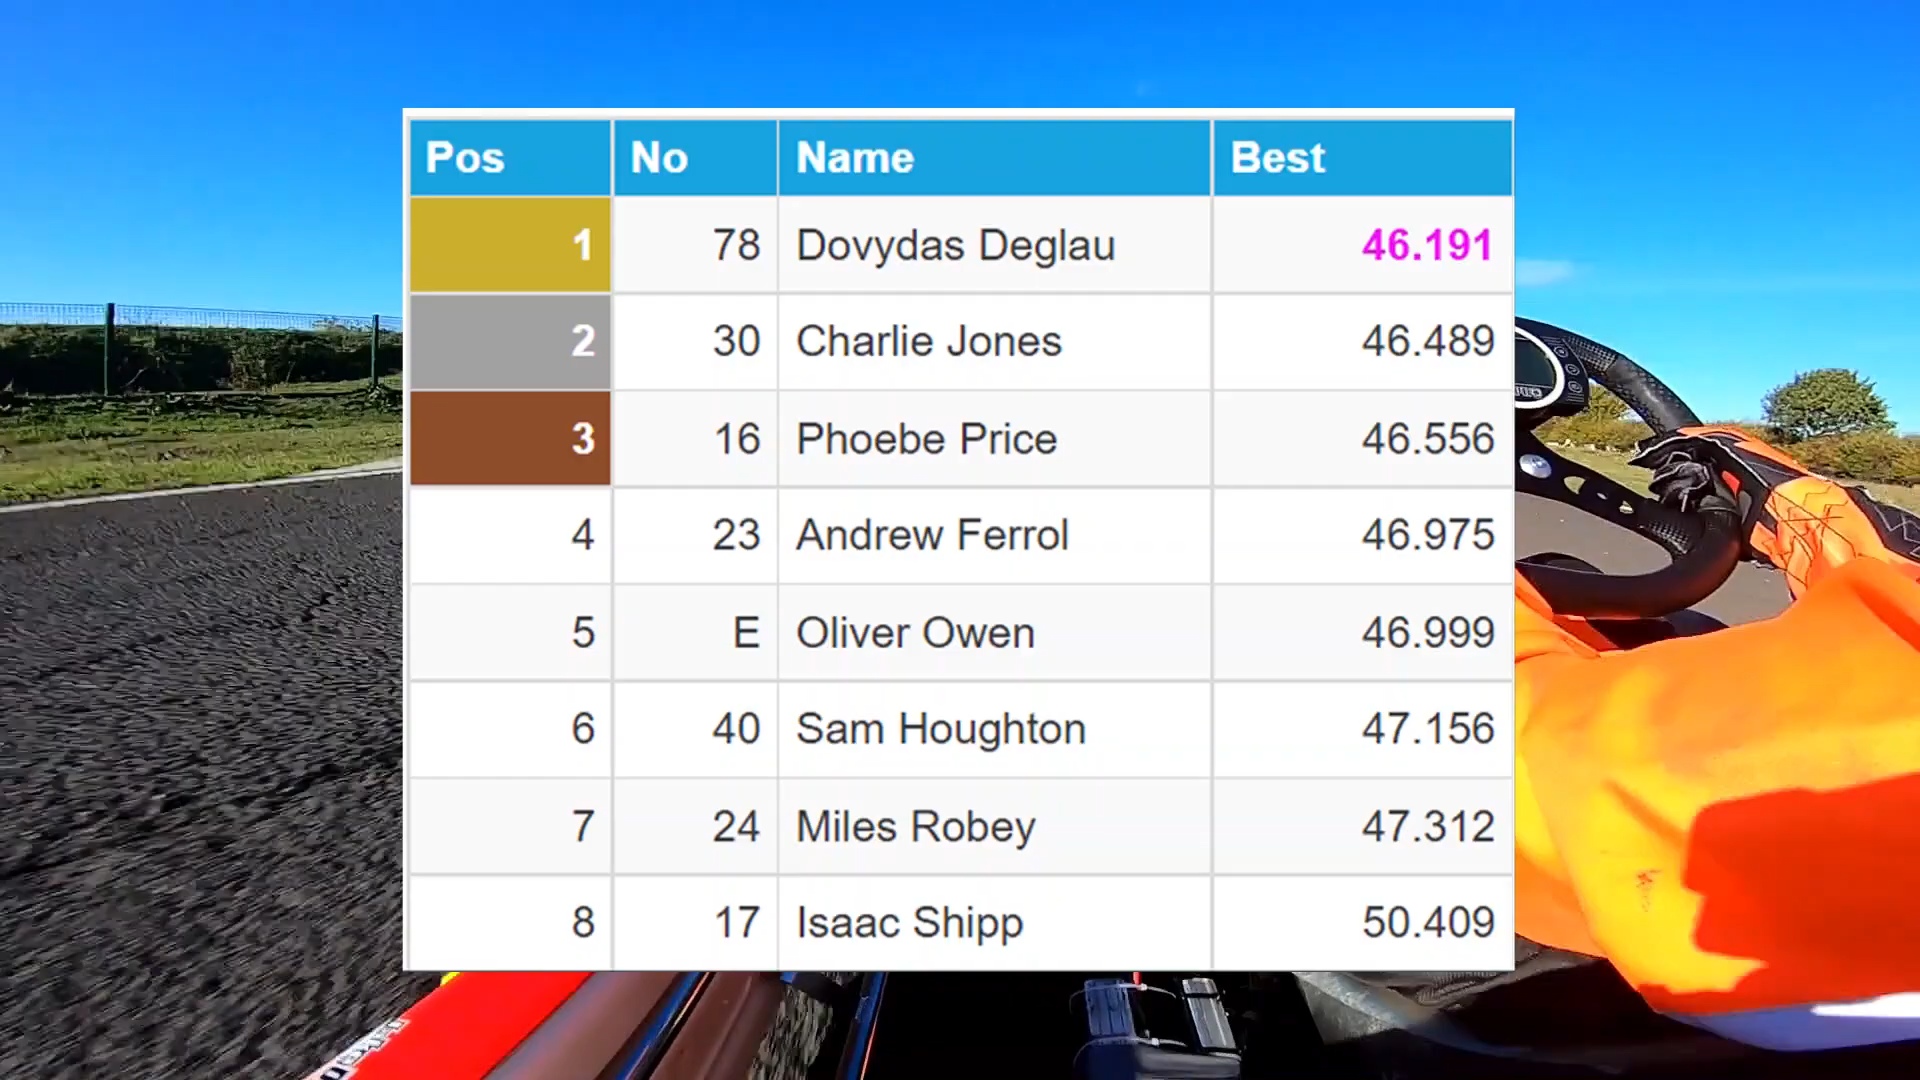 Pos No Name Best
1 78 Dovydas Deglau 46.191
2 30 Charlie Jones 46.489
3 16 Phoebe Price 46.556
4 23 Andrew Ferrol 46.975
5 E Oliver Owen 46.999
6 40 Sam Houghton 47.156
7 24 Miles Robey 47.312
8 17 Isaac Shipp 50.409